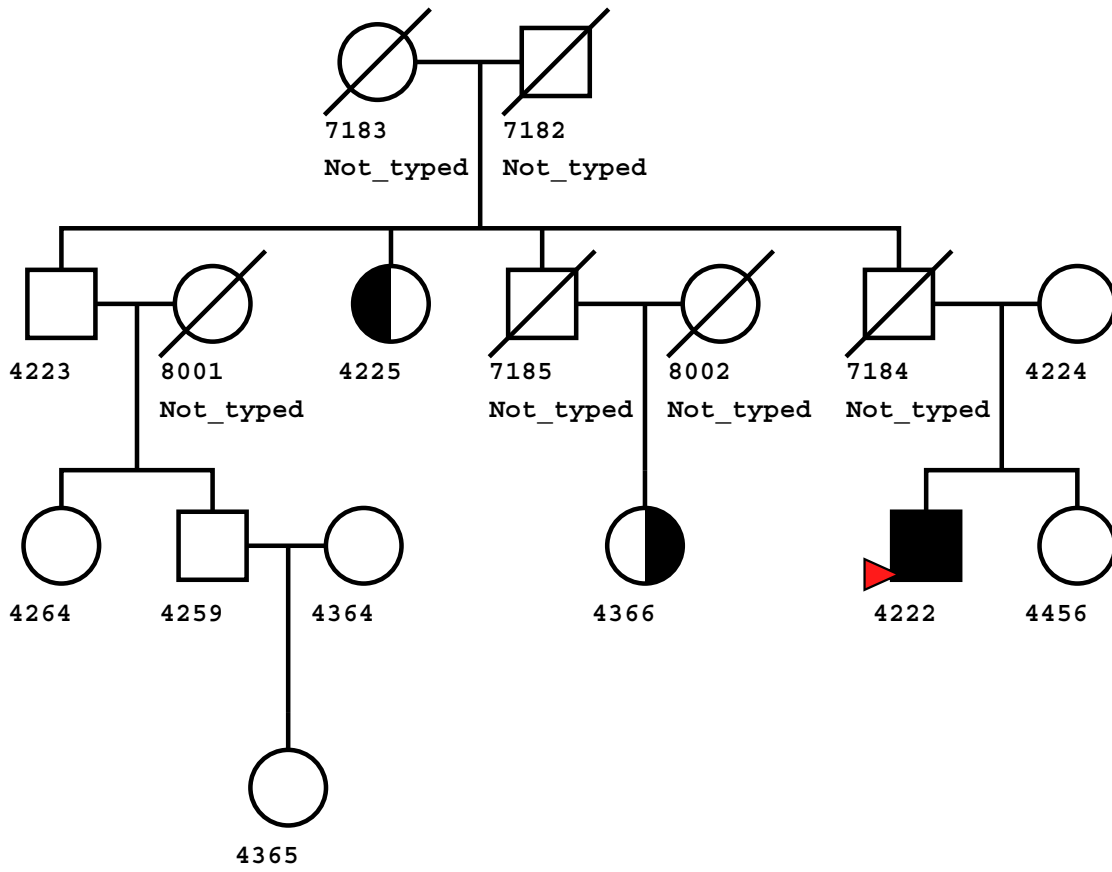 7183 7182
Not_typed Not_typed
4223 8001 4225 7185 8002 7184 4224
Not_typed Not_typed Not_typed Not_typed
4264 4259 4364 4366 4222 4456
4365